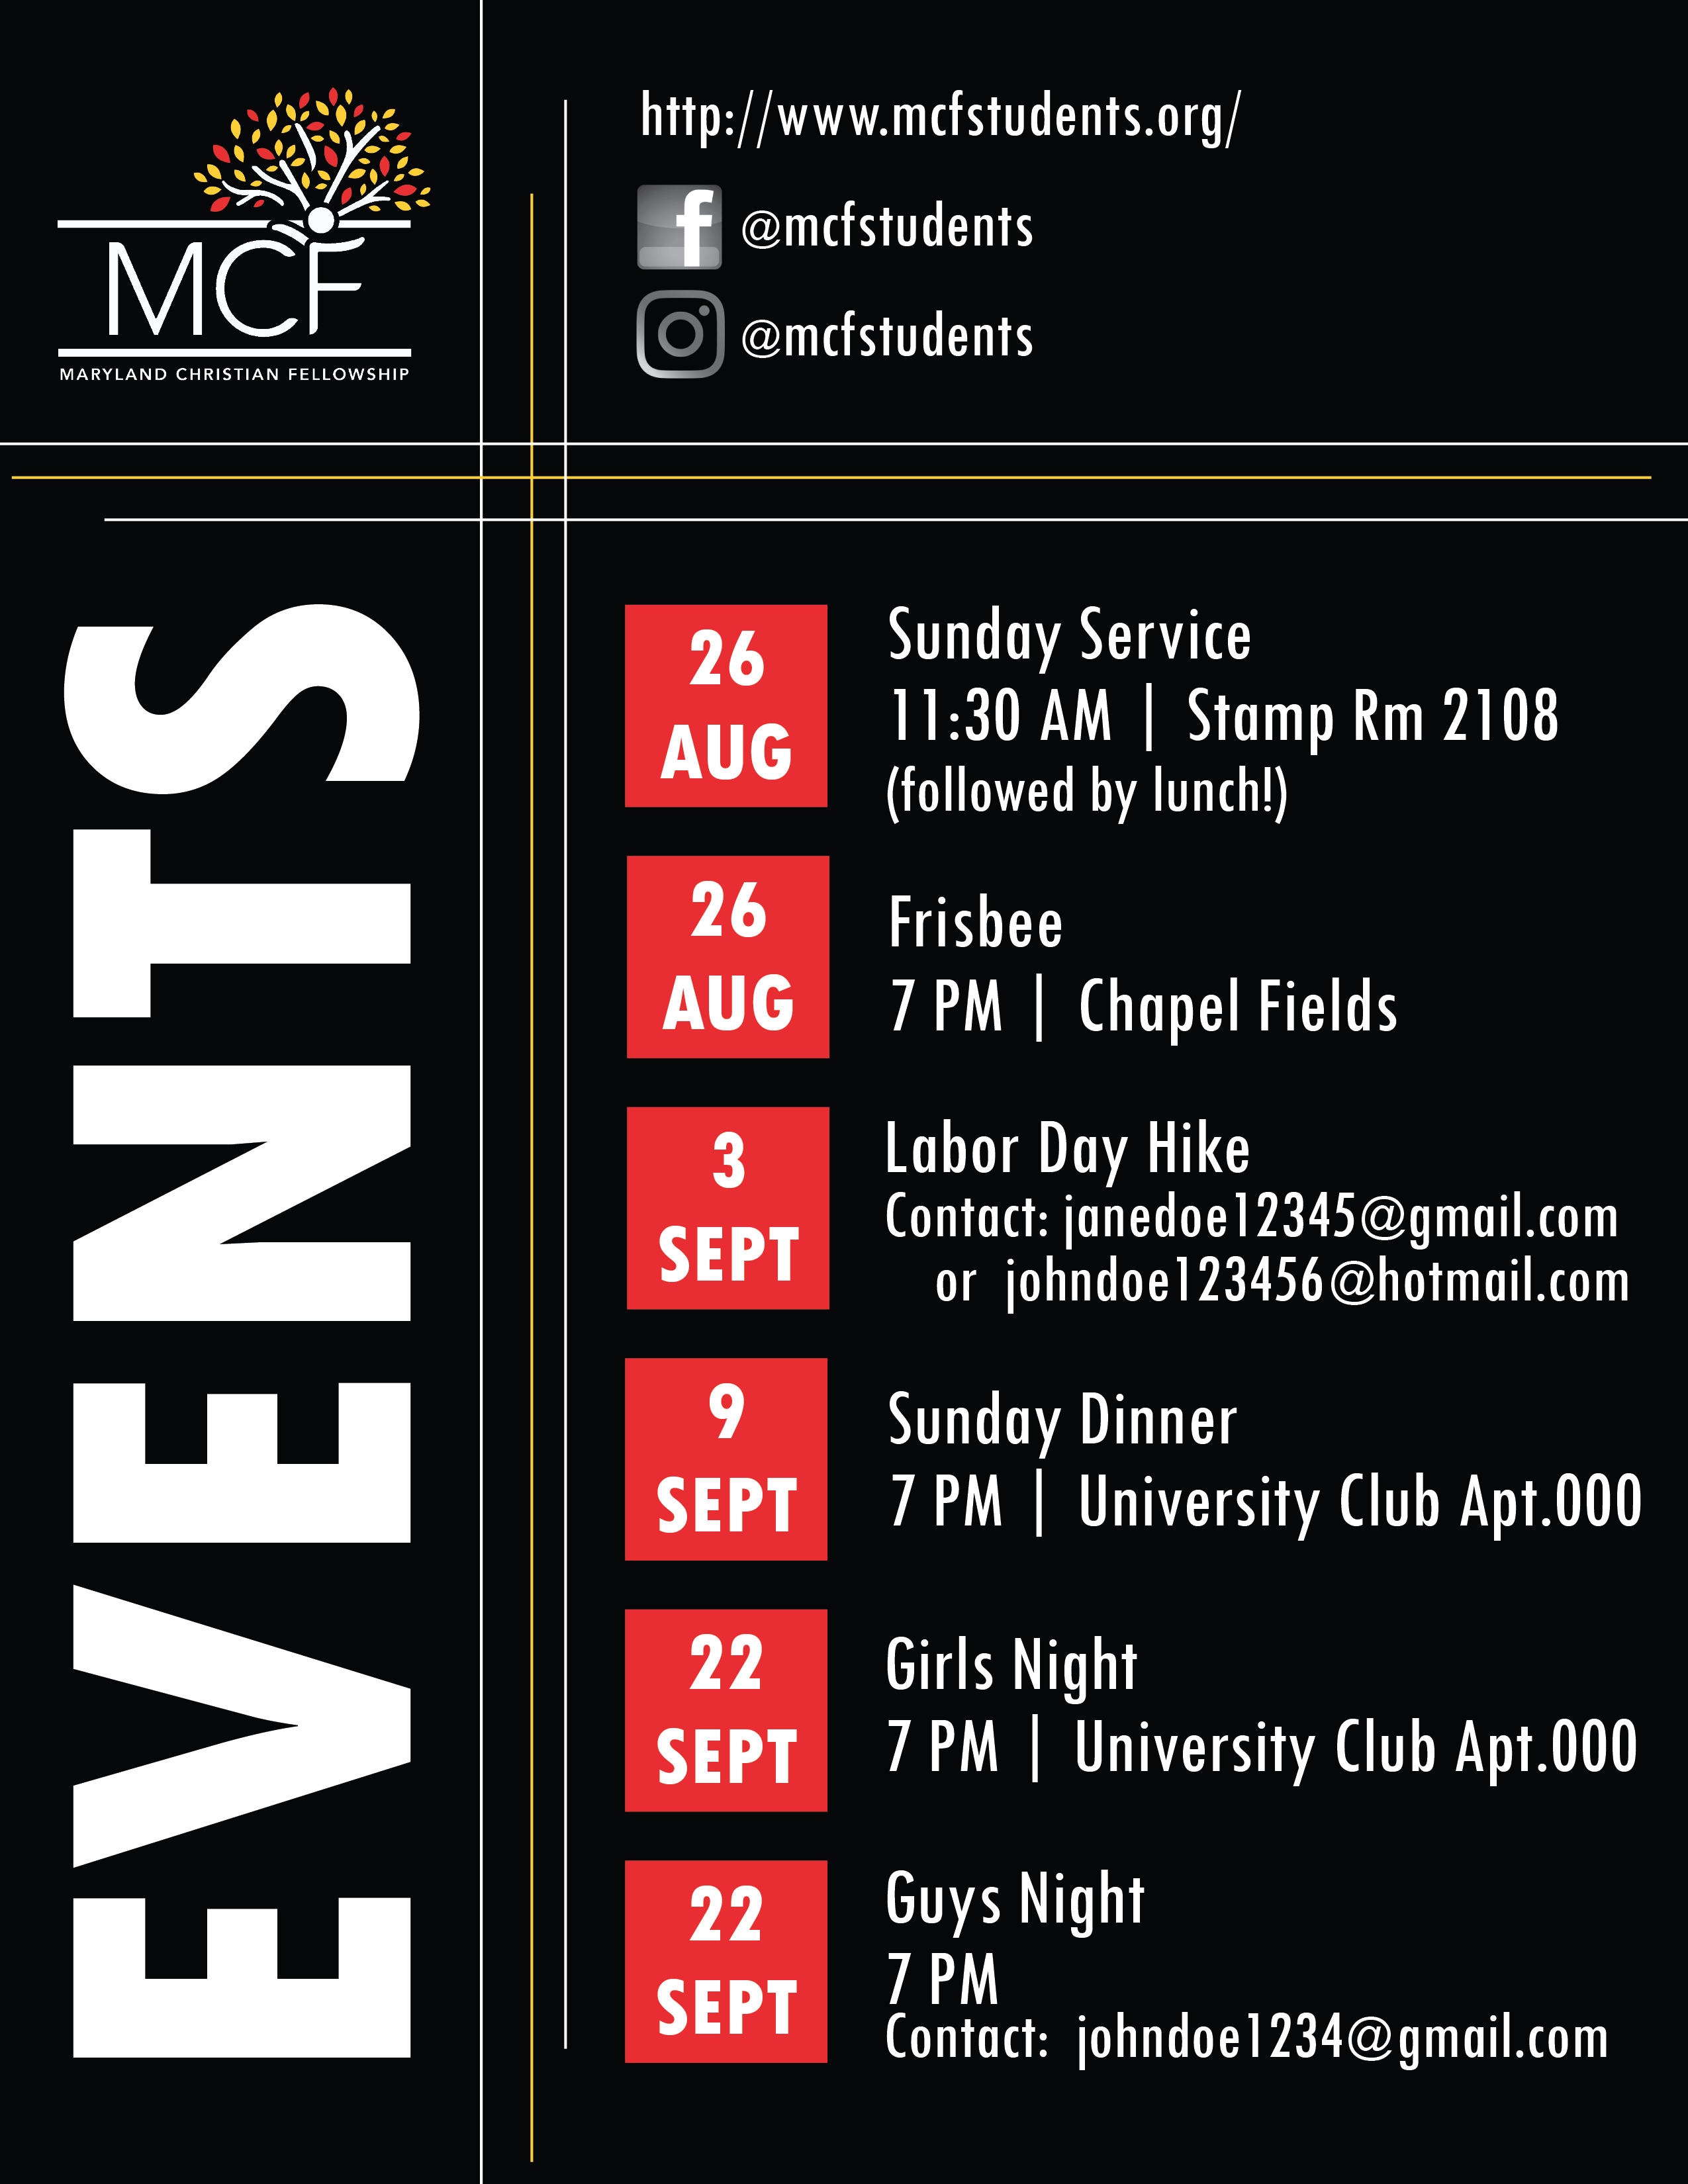 MCF
MARYLAND CHRISTIAN FELLOWSHIP
http://www.mcfstudents.org/
@mcfstudents
@mcfstudents
EVENTS
26
AUG
Sunday Service
11:30 AM | Stamp Rm 2108
(followed by lunch!)
26
AUG
Frisbee
7 PM | Chapel Fields
3
SEPT
Labor Day Hike
Contact: janedoe12345@gmail.com
or johndoe123456@hotmail.com
9
SEPT
Sunday Dinner
7 PM | University Club Apt.000
22
SEPT
Girls Night
7 PM | University Club Apt.000
22
SEPT
Guys Night
7 PM
Contact: johndoe1234@gmail.com